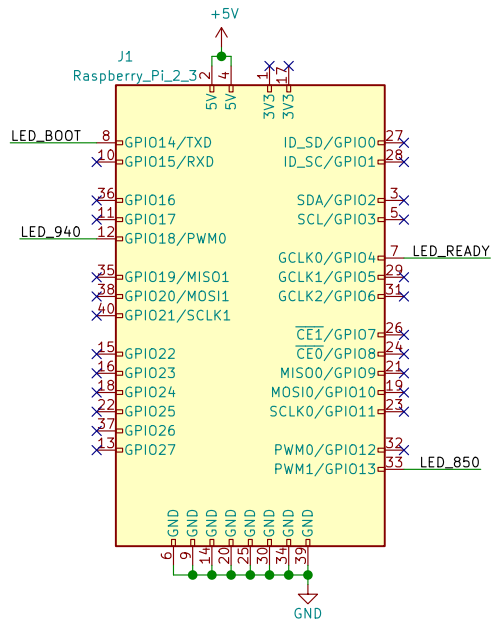 +5V
J1
Raspberry_Pi_2_3
2 4 1 17
5V 5V 3V3 3V3
LED_BOOT 8 GPIO14/TXD ID_SD/GPIO0 27
10 GPIO15/RXD ID_SC/GPIO1 28
36 GPIO16 SDA/GPIO2 3
11 GPIO17 SCL/GPIO3 5
LED_940 12 GPIO18/PWM0
GCLK0/GPIO4 7 LED_READY
35 GPIO19/MISO1 GCLK1/GPIO5 29
38 GPIO20/MOSI1 GCLK2/GPIO6 31
40 GPIO21/SCLK1
CE1/GPIO7 26
15 GPIO22 CE0/GPIO8 24
16 GPIO23 MISO0/GPIO9 21
18 GPIO24 MOSI0/GPIO10 19
22 GPIO25 SCLK0/GPIO11 23
37 GPIO26
13 GPIO27 PWM0/GPIO12 32
PWM1/GPIO13 33 LED_850
GND GND GND GND GND GND GND GND
6 9 14 20 25 30 34 39
GND